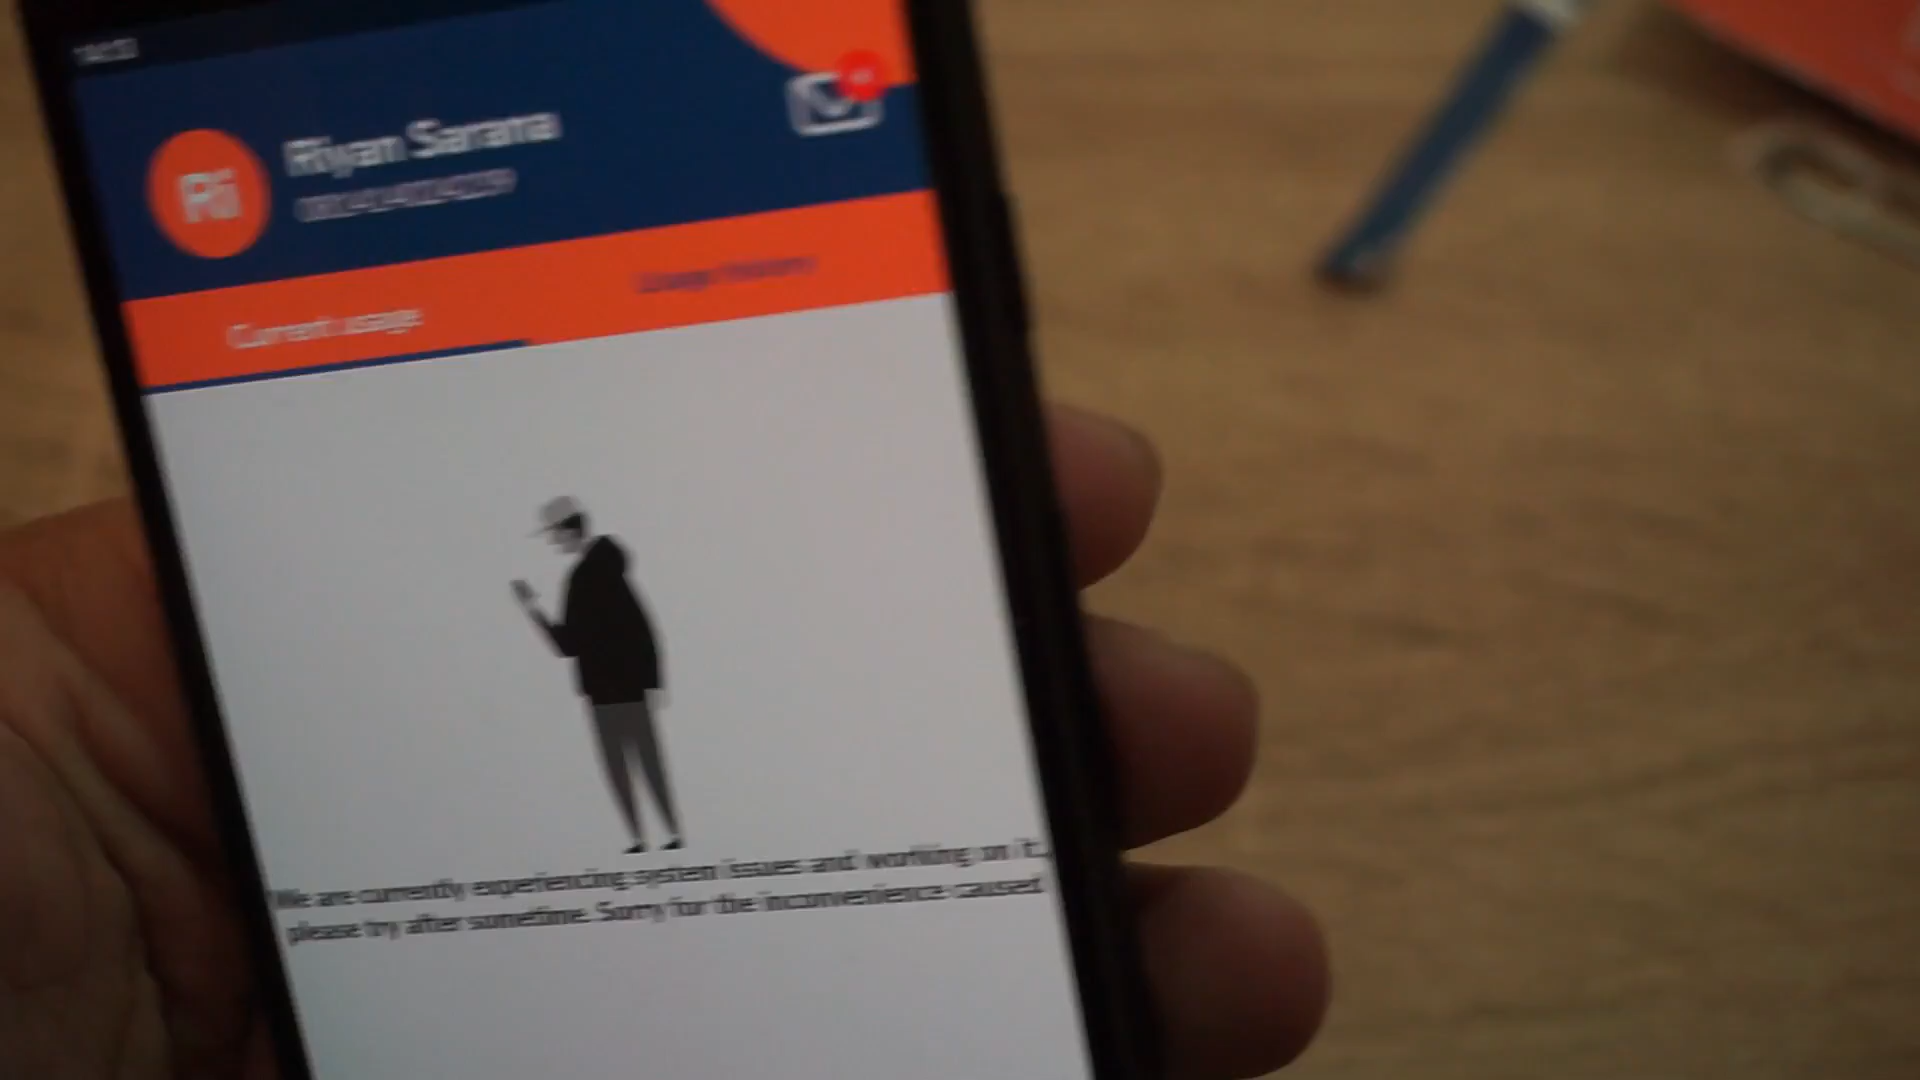 Riyan Sarana
Ri
Current usage
Usage history
We are currently experiencing system issues and working on it.,
please try after sometime. Sorry for the inconvenience caused